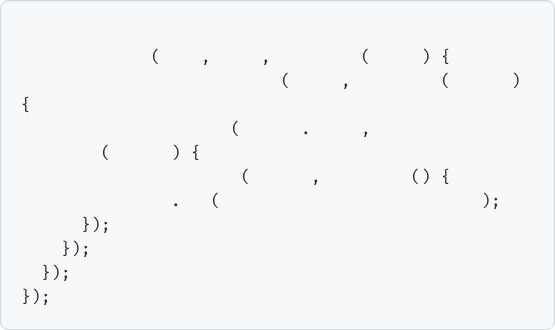 ( , , ( ) {
( , ( )
{
( . ,
( ) {
( , () {
. ( );
});
});
});
});